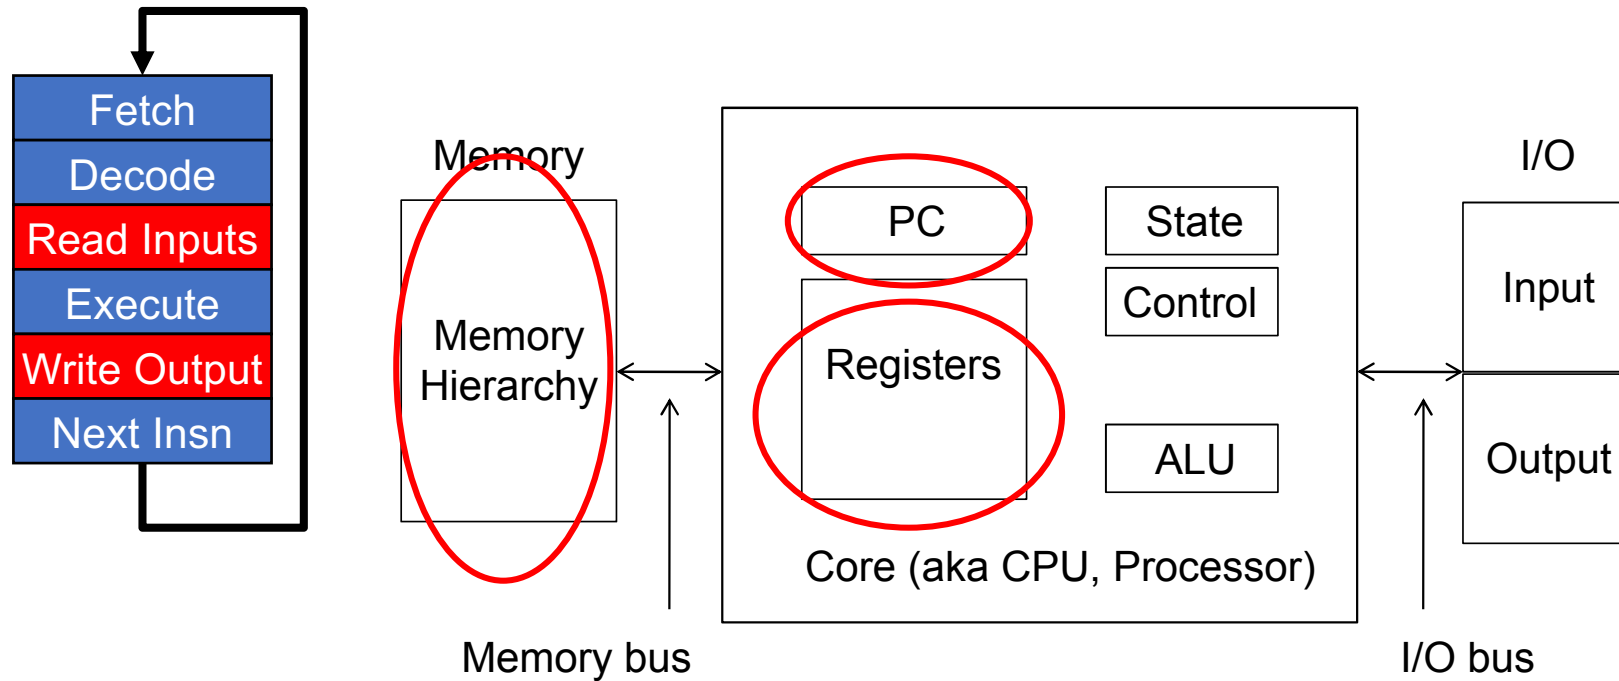 Fetch
Decode
Read Inputs
Execute
Write Output
Next Insn
Memory
Memory
Hierarchy
Memory bus
PC
Registers
State
Control
ALU
Core (aka CPU, Processor)
I/O
Input
Output
I/O bus